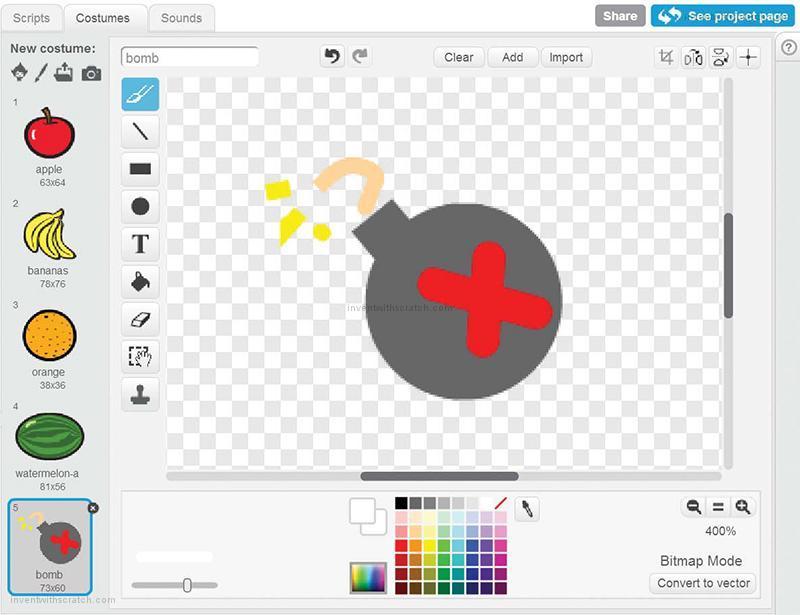 Scripts
Costumes
Sounds
Share
See project page
New costume:
bomb
Clear
Add
Import
?
1
apple
63x64
2
bananas
78x76
3
orange
38x36
4
watermelon-a
81x56
5
bomb
73x60
T
inventwithscratch.com
400%
Bitmap Mode
Convert to vector
inventwithscratch.com